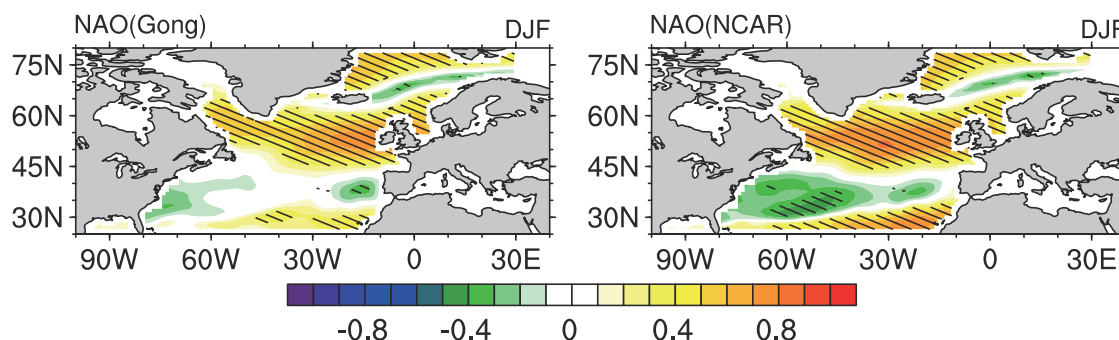 NAO(Gong) DJF
NAO(NCAR) DJF
75N
60N
45N
30N
90W 60W 30W 0 30E
75N
60N
45N
30N
90W 60W 30W 0 30E
-0.8 -0.4 0 0.4 0.8